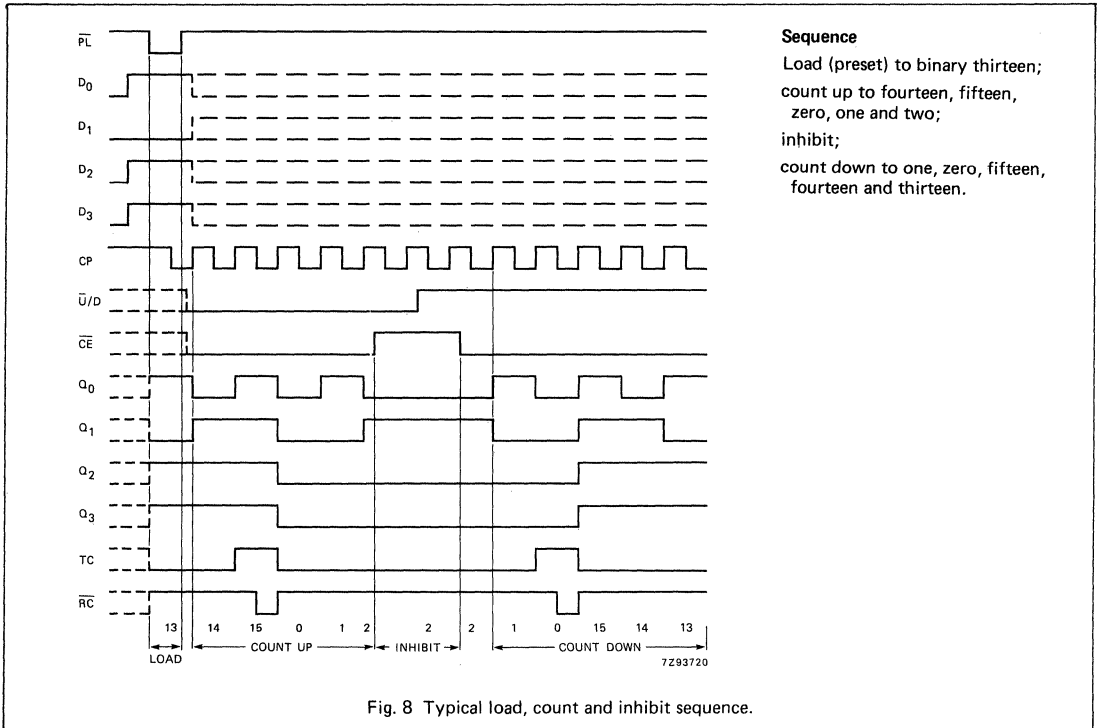 Sequence
Load (preset) to binary thirteen;
count up to fourteen, fifteen,
zero, one and two;
inhibit;
count down to one, zero, fifteen,
fourteen and thirteen.
PL
D0
D1
D2
D3
CP
U/D
CE
Q0
Q1
Q2
Q3
TC
RC
13 14 15 0 1 2 2 2 1 0 15 14 13
LOAD COUNT UP INHIBIT COUNT DOWN
7Z93720
Fig. 8 Typical load, count and inhibit sequence.